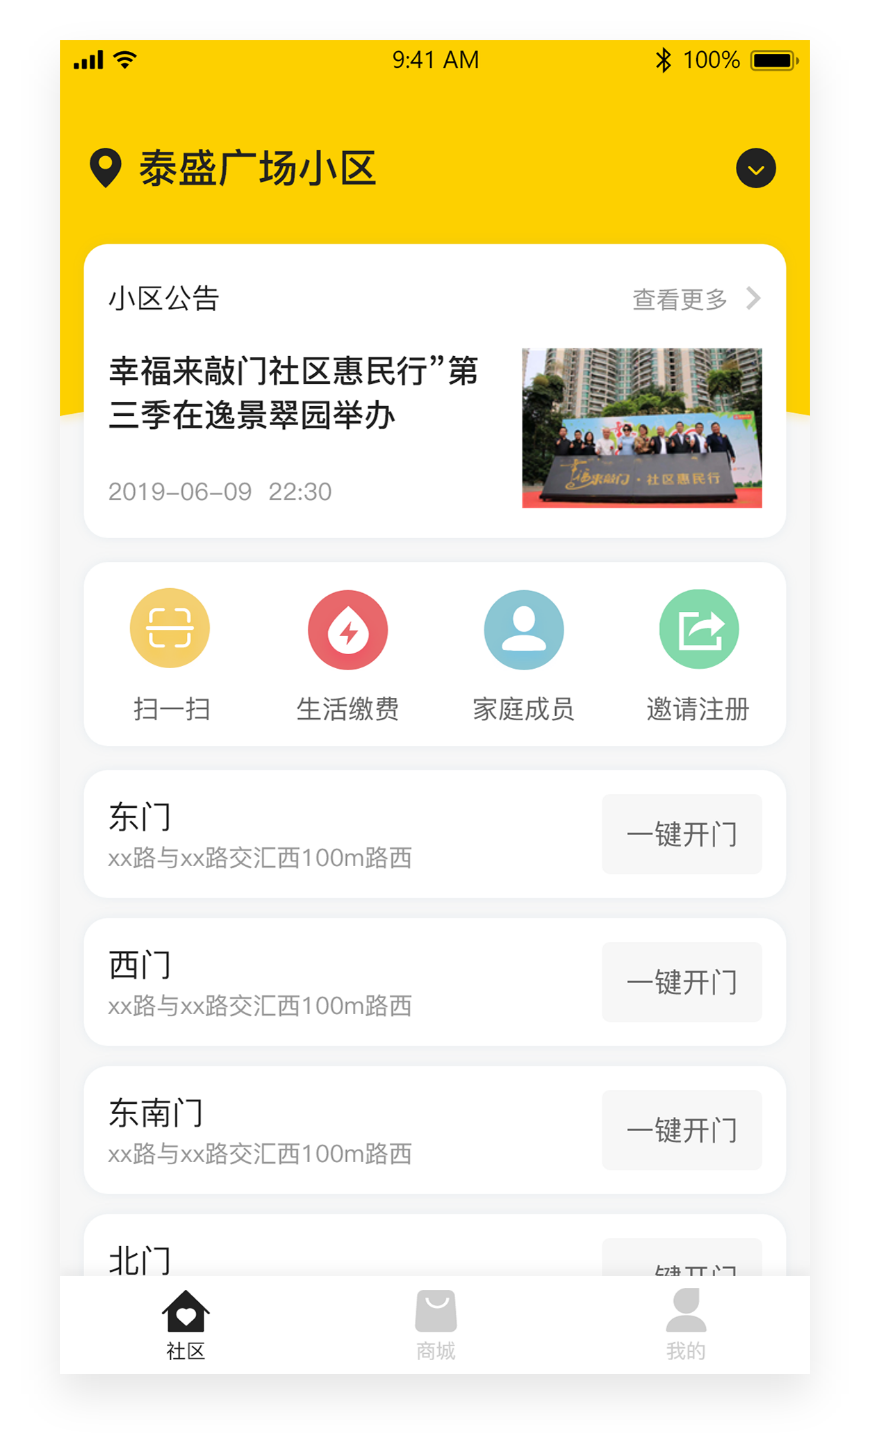 9:41 AM
100%
泰盛广场小区
小区公告
查看更多
幸福来敲门社区惠民行”第
三季在逸景翠园举办
2019-06-09 22:30
幸福来敲门·社区惠民行
扫一扫
生活缴费
家庭成员
邀请注册
东门
xx路与xx路交汇西100m路西
一键开门
西门
xx路与xx路交汇西100m路西
一键开门
东南门
xx路与xx路交汇西100m路西
一键开门
北门
一键开门
社区
商城
我的